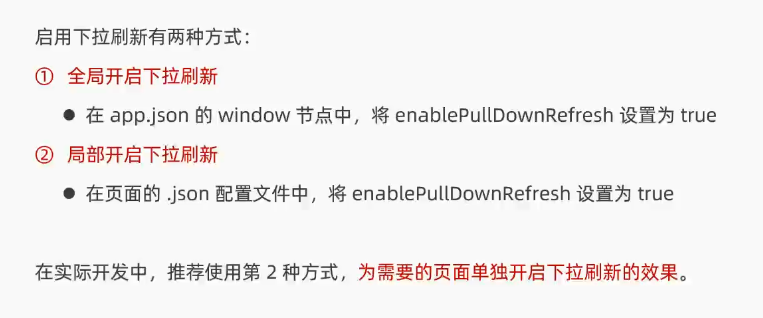 启用下拉刷新有两种方式：
① 全局开启下拉刷新
● 在 app.json 的 window 节点中，将 enablePullDownRefresh 设置为 true
② 局部开启下拉刷新
● 在页面的 .json 配置文件中，将 enablePullDownRefresh 设置为 true
在实际开发中，推荐使用第 2 种方式，为需要的页面单独开启下拉刷新的效果。